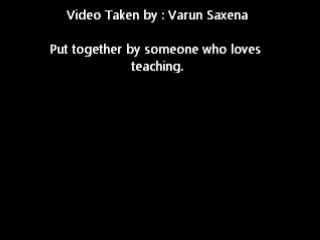 Video Taken by : Varun Saxena
Put together by someone who loves
teaching.